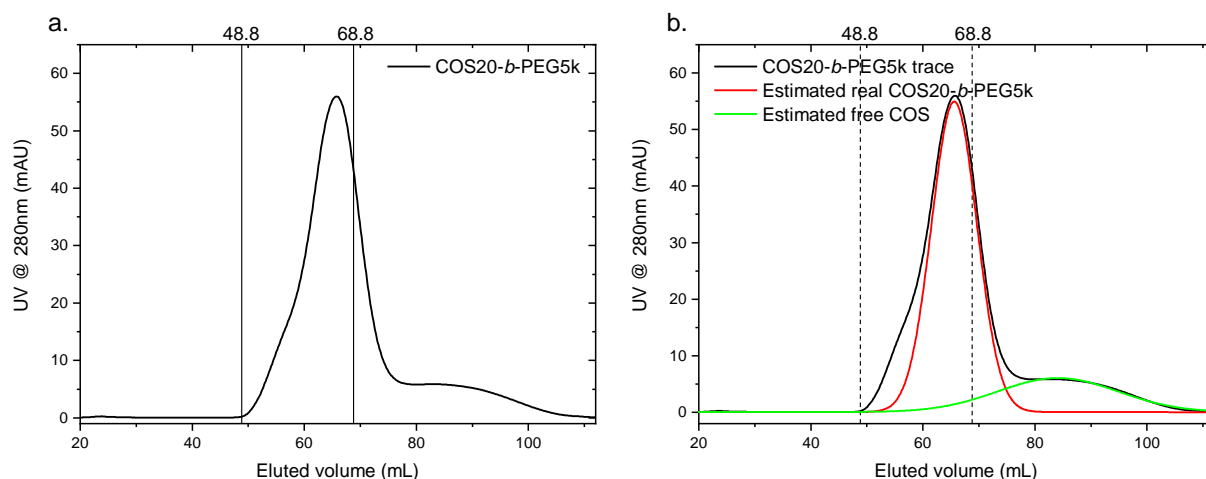 a.
48.8 68.8
COS20-b-PEG5k
60
50
40
30
20
10
0
20 40 60 80 100
UV @ 280nm (mAU)
Eluted volume (mL)
b.
48.8 68.8
COS20-b-PEG5k trace
Estimated real COS20-b-PEG5k
Estimated free COS
60
50
40
30
20
10
0
20 40 60 80 100
UV @ 280nm (mAU)
Eluted volume (mL)